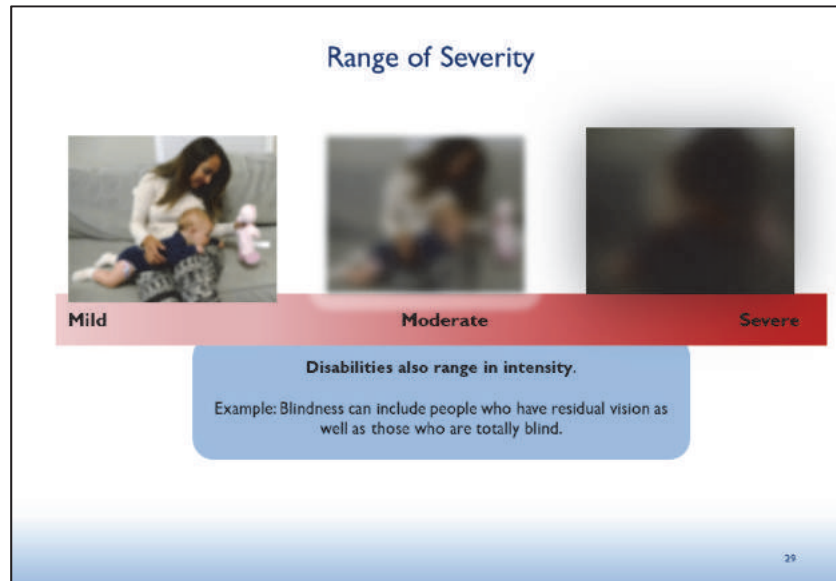 Range of Severity
Mild Moderate Severe
Disabilities also range in intensity.
Example: Blindness can include people who have residual vision as
well as those who are totally blind.
29